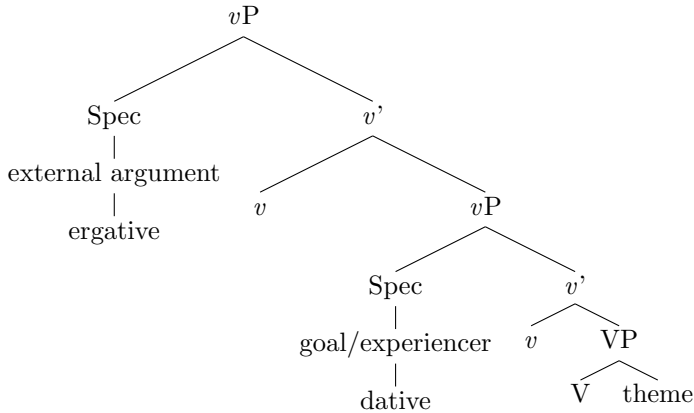 vP
Spec v’
external argument
v vP
ergative
Spec v’
goal/experiencer v VP
dative V theme